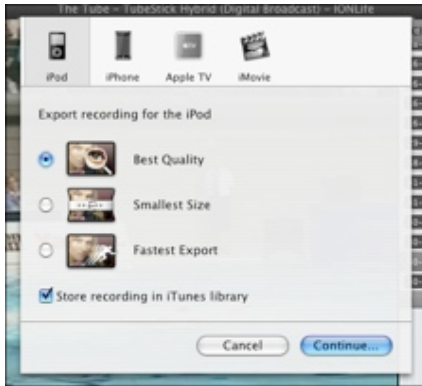 The Tube - TubeStick Hybrid (Digital Broadcast) - IONLife
iPod
iPhone
Apple TV
iMovie
Export recording for the iPod
Best Quality
Smallest Size
Fastest Export
Store recording in iTunes library
Cancel
Continue...